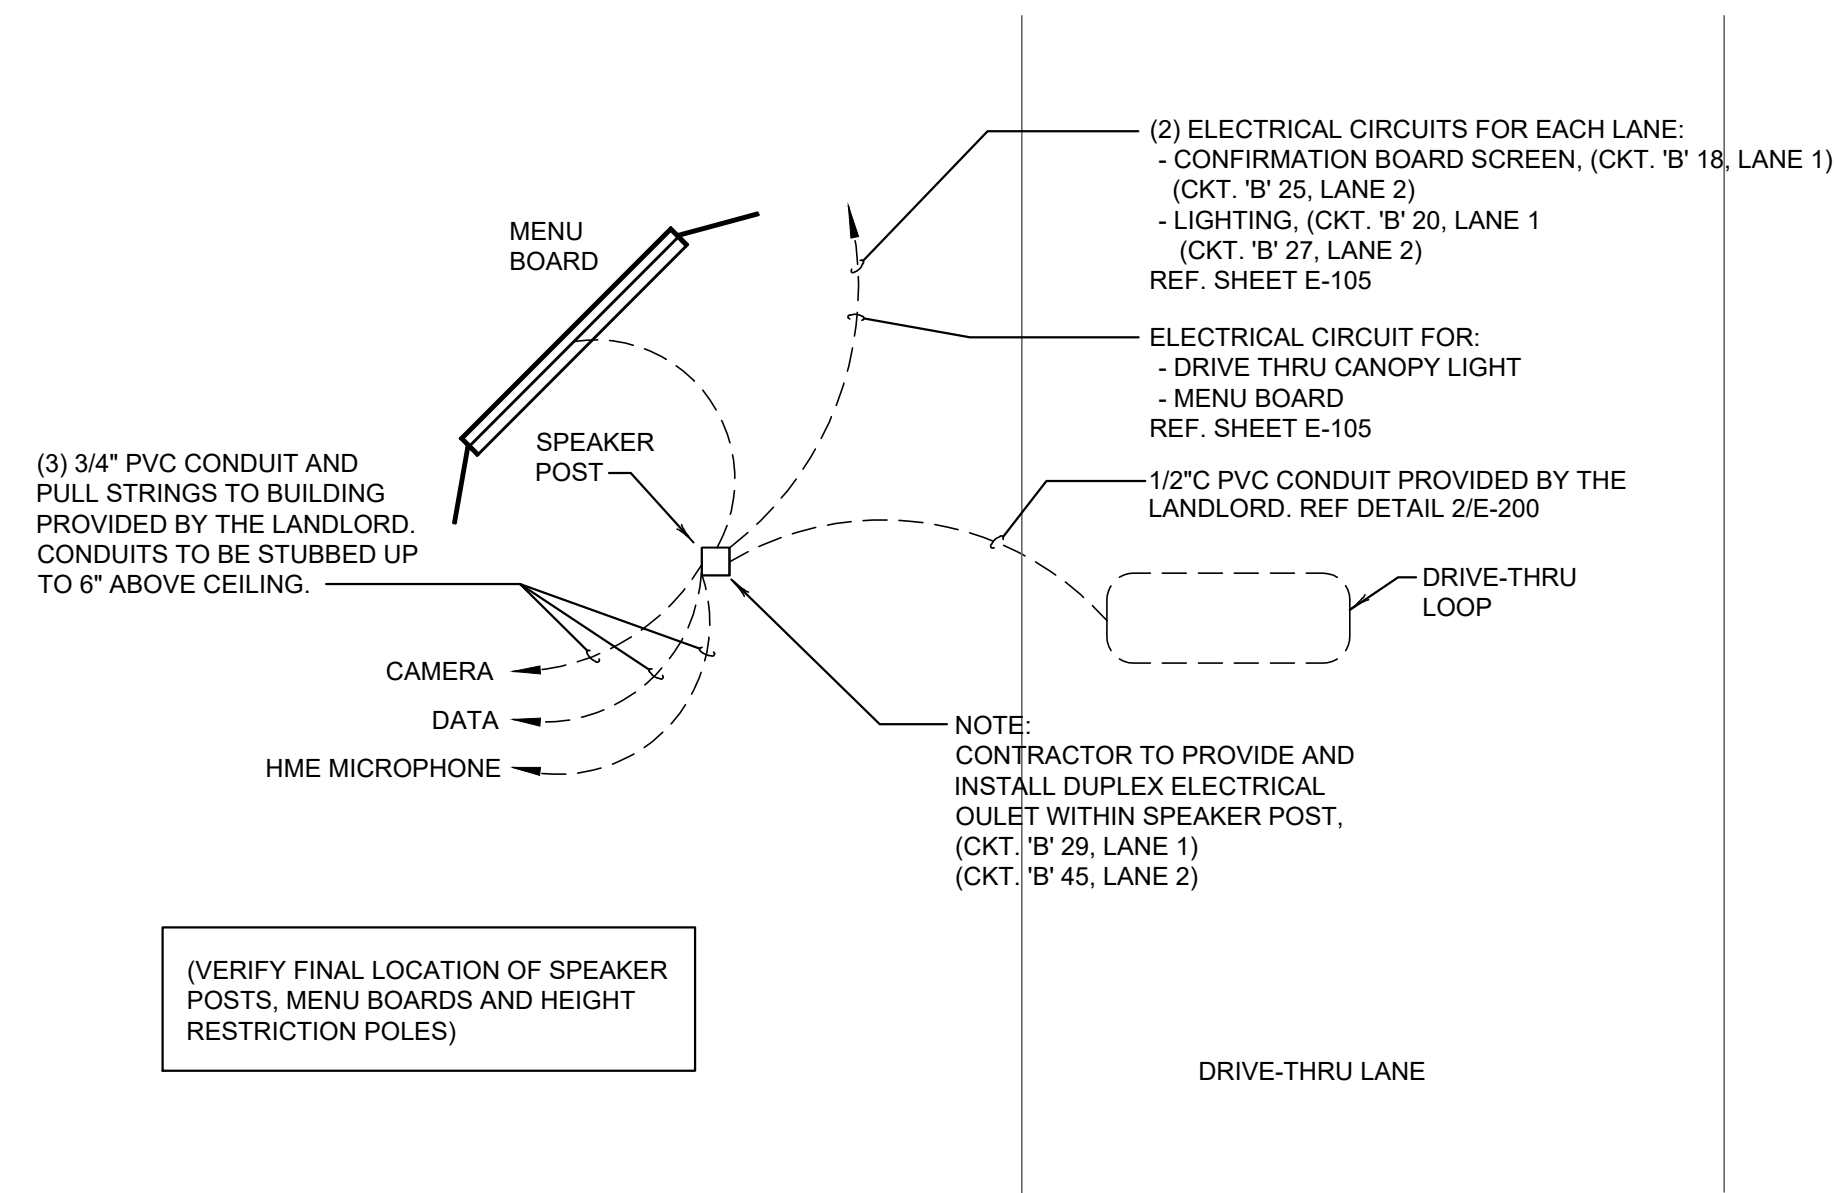 (2) ELECTRICAL CIRCUITS FOR EACH LANE:
- CONFIRMATION BOARD SCREEN, (CKT. 'B' 18, LANE 1)
(CKT. 'B' 25, LANE 2)
- LIGHTING, (CKT. 'B' 20, LANE 1
(CKT. 'B' 27, LANE 2)
REF. SHEET E-105
MENU
BOARD
ELECTRICAL CIRCUIT FOR:
- DRIVE THRU CANOPY LIGHT
- MENU BOARD
REF. SHEET E-105
SPEAKER
POST
(3) 3/4" PVC CONDUIT AND
PULL STRINGS TO BUILDING
PROVIDED BY THE LANDLORD.
CONDUITS TO BE STUBBED UP
TO 6" ABOVE CEILING.
1/2"C PVC CONDUIT PROVIDED BY THE
LANDLORD. REF DETAIL 2/E-200
DRIVE-THRU
LOOP
CAMERA
DATA
HME MICROPHONE
NOTE:
CONTRACTOR TO PROVIDE AND
INSTALL DUPLEX ELECTRICAL
OULET WITHIN SPEAKER POST,
(CKT. 'B' 29, LANE 1)
(CKT. 'B' 45, LANE 2)
(VERIFY FINAL LOCATION OF SPEAKER
POSTS, MENU BOARDS AND HEIGHT
RESTRICTION POLES)
DRIVE-THRU LANE